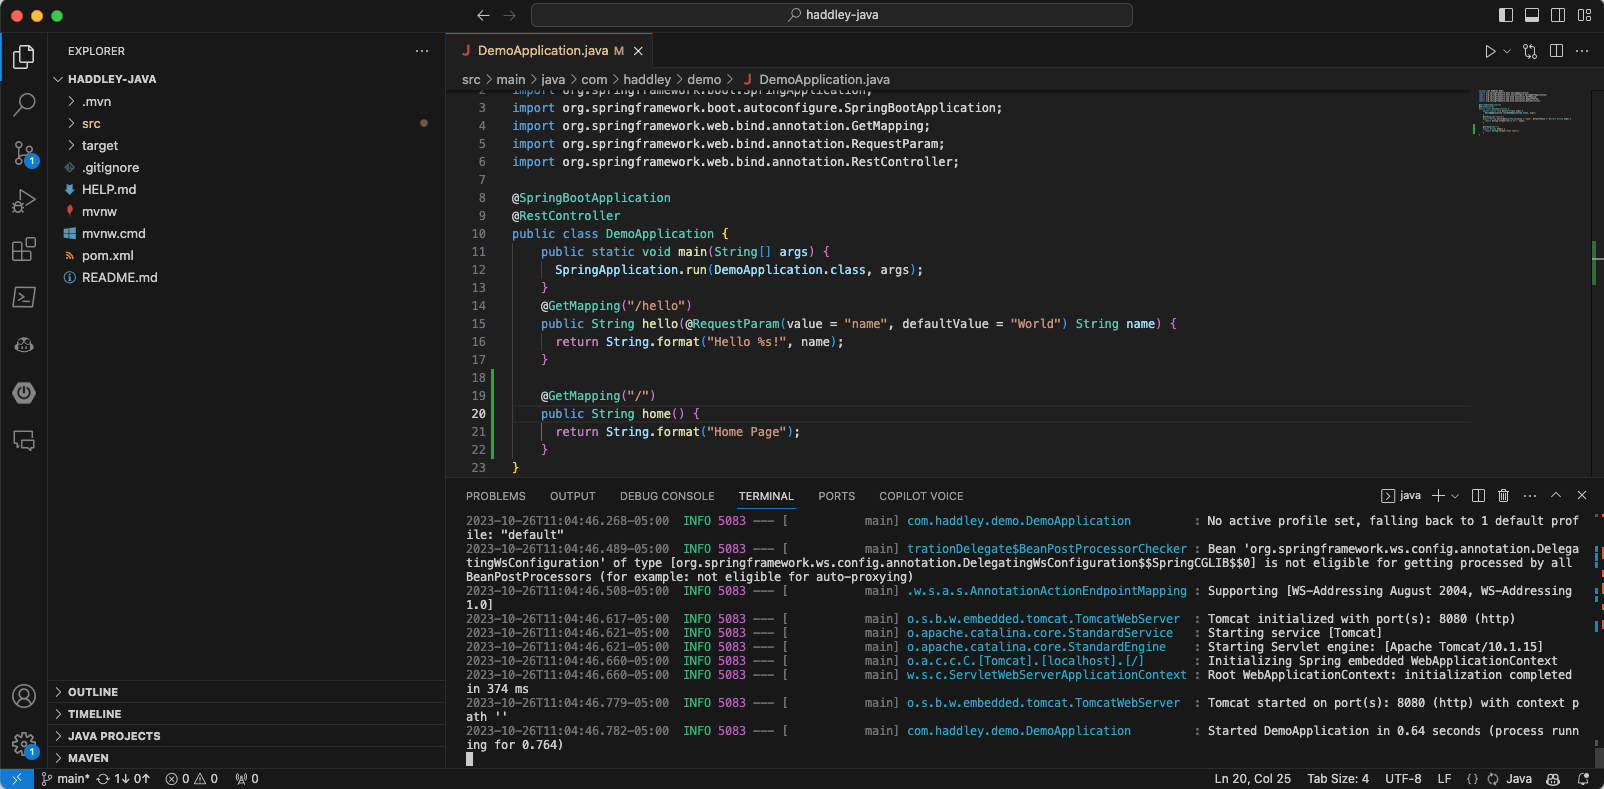 haddley-java
EXPLORER
HADDLEY-JAVA
.mvn
src
target
.gitignore
HELP.md
mvnw
mvnw.cmd
pom.xml
README.md
OUTLINE
TIMELINE
JAVA PROJECTS
MAVEN
1
1
DemoApplication.java M
src > main > java > com > haddley > demo > DemoApplication.java
2 import org.springframework.boot.SpringApplication;
3 import org.springframework.boot.autoconfigure.SpringBootApplication;
4 import org.springframework.web.bind.annotation.GetMapping;
5 import org.springframework.web.bind.annotation.RequestParam;
6 import org.springframework.web.bind.annotation.RestController;
7
8 @SpringBootApplication
9 @RestController
10 public class DemoApplication {
11 public static void main(String[] args) {
12 SpringApplication.run(DemoApplication.class, args);
13 }
14 @GetMapping("/hello")
15 public String hello(@RequestParam(value = "name", defaultValue = "World") String name) {
16 return String.format("Hello %s!", name);
17 }
18
19 @GetMapping("/")
20 public String home() {
21 return String.format("Home Page");
22 }
23 }
PROBLEMS OUTPUT DEBUG CONSOLE TERMINAL PORTS COPILOT VOICE java
2023-10-26T11:04:46.268-05:00 INFO 5083 --- [ main] com.haddley.demo.DemoApplication : No active profile set, falling back to 1 default prof
ile: "default"
2023-10-26T11:04:46.489-05:00 INFO 5083 --- [ main] trationDelegate$BeanPostProcessorChecker : Bean 'org.springframework.ws.config.annotation.Delega
tingWsConfiguration' of type [org.springframework.ws.config.annotation.DelegatingWsConfiguration$$SpringCGLIB$$0] is not eligible for getting processed by all
BeanPostProcessors (for example: not eligible for auto-proxying)
2023-10-26T11:04:46.508-05:00 INFO 5083 --- [ main] .w.s.a.s.AnnotationActionEndpointMapping : Supporting [WS-Addressing August 2004, WS-Addressing
1.0]
2023-10-26T11:04:46.617-05:00 INFO 5083 --- [ main] o.s.b.w.embedded.tomcat.TomcatWebServer : Tomcat initialized with port(s): 8080 (http)
2023-10-26T11:04:46.621-05:00 INFO 5083 --- [ main] o.apache.catalina.core.StandardService : Starting service [Tomcat]
2023-10-26T11:04:46.621-05:00 INFO 5083 --- [ main] o.apache.catalina.core.StandardEngine : Starting Servlet engine: [Apache Tomcat/10.1.15]
2023-10-26T11:04:46.660-05:00 INFO 5083 --- [ main] o.a.c.c.C.[Tomcat].[localhost].[/] : Initializing Spring embedded WebApplicationContext
2023-10-26T11:04:46.660-05:00 INFO 5083 --- [ main] w.s.c.ServletWebServerApplicationContext : Root WebApplicationContext: initialization completed
in 374 ms
2023-10-26T11:04:46.779-05:00 INFO 5083 --- [ main] o.s.b.w.embedded.tomcat.TomcatWebServer : Tomcat started on port(s): 8080 (http) with context p
ath ''
2023-10-26T11:04:46.782-05:00 INFO 5083 --- [ main] com.haddley.demo.DemoApplication : Started DemoApplication in 0.64 seconds (process runn
ing for 0.764)
main* 1↓ 0↑ 0 0 0 Ln 20, Col 25 Tab Size: 4 UTF-8 LF {} Java